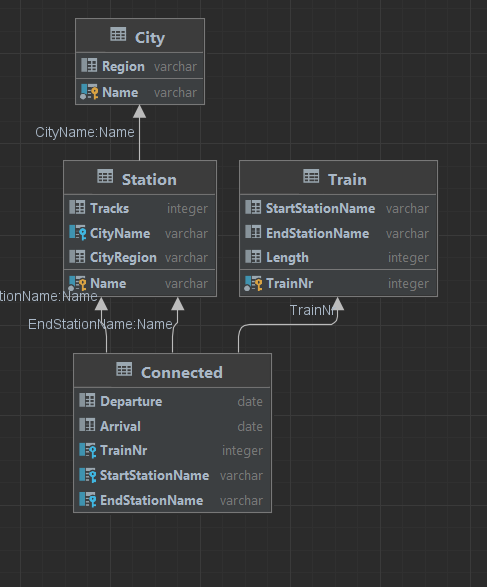 City
Region varchar
Name varchar
CityName:Name
Station
Tracks integer
CityName varchar
CityRegion varchar
Name varchar
Train
StartStationName varchar
EndStationName varchar
Length integer
TrainNr integer
tionName:Name
EndStationName:Name
TrainNr
Connected
Departure date
Arrival date
TrainNr integer
StartStationName varchar
EndStationName varchar